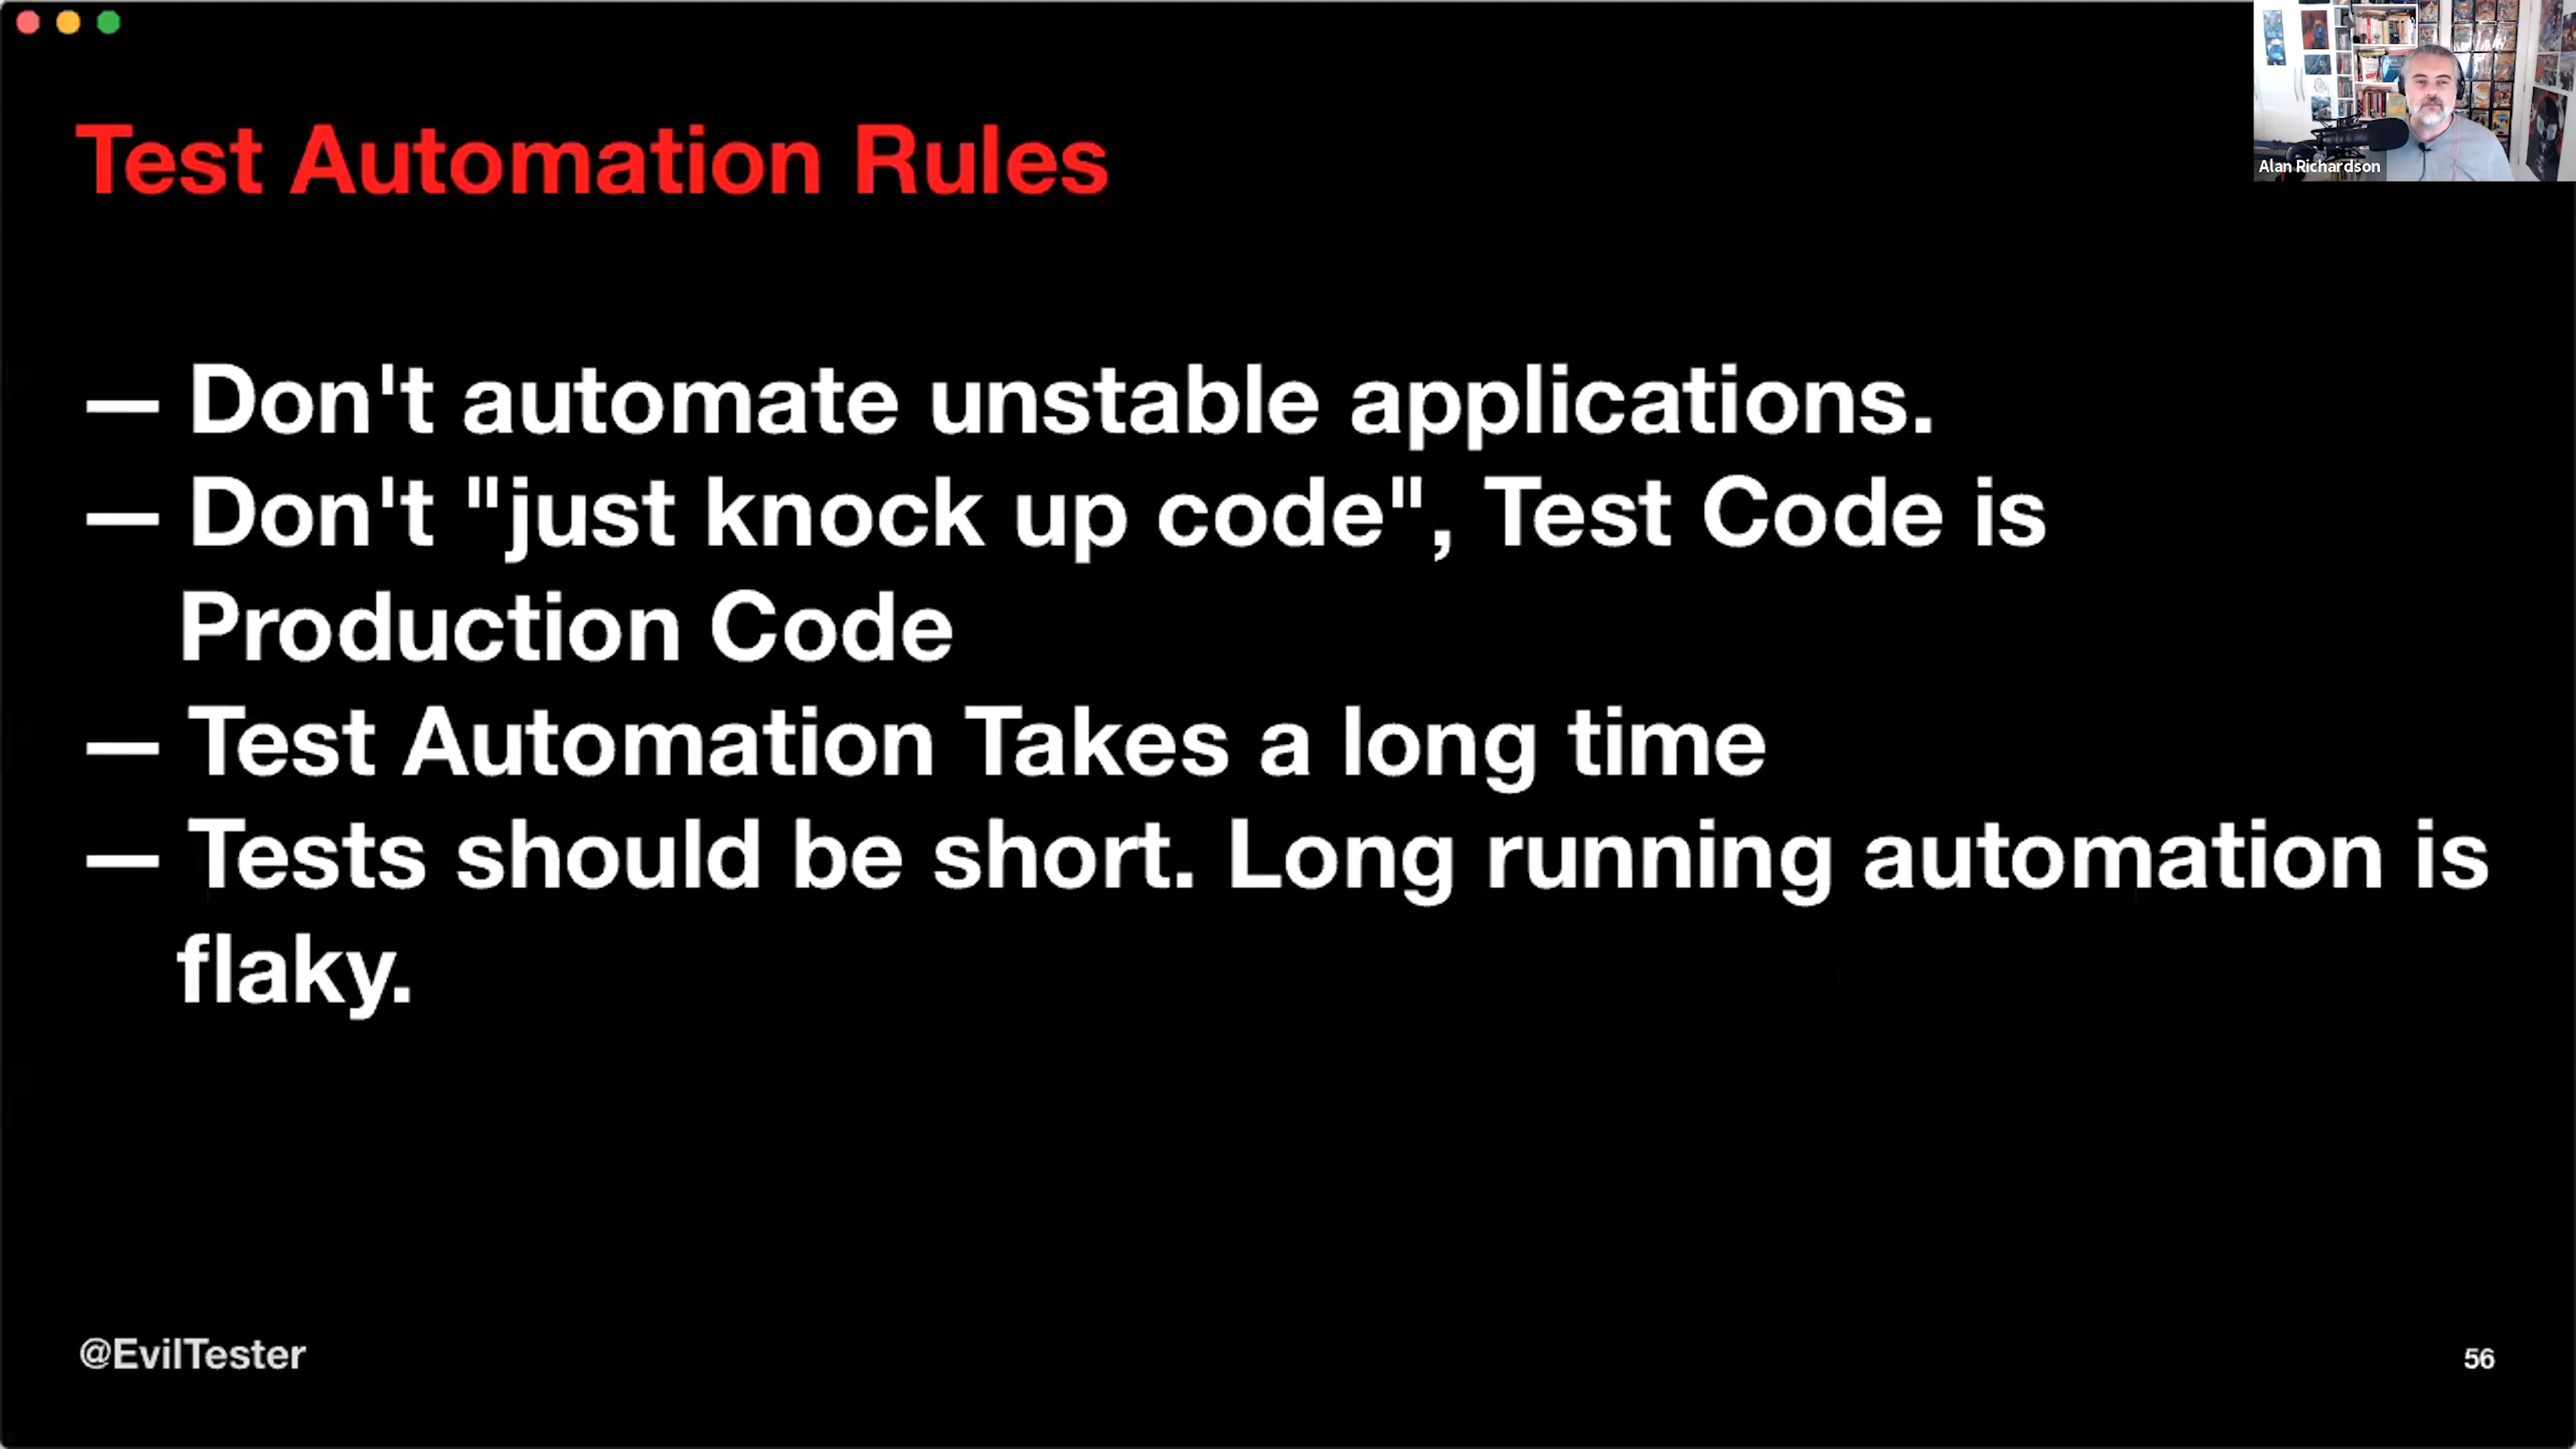 Alan Richardson
Test Automation Rules
— Don't automate unstable applications.
— Don't "just knock up code", Test Code is
Production Code
— Test Automation Takes a long time
— Tests should be short. Long running automation is
flaky.
@EvilTester
56